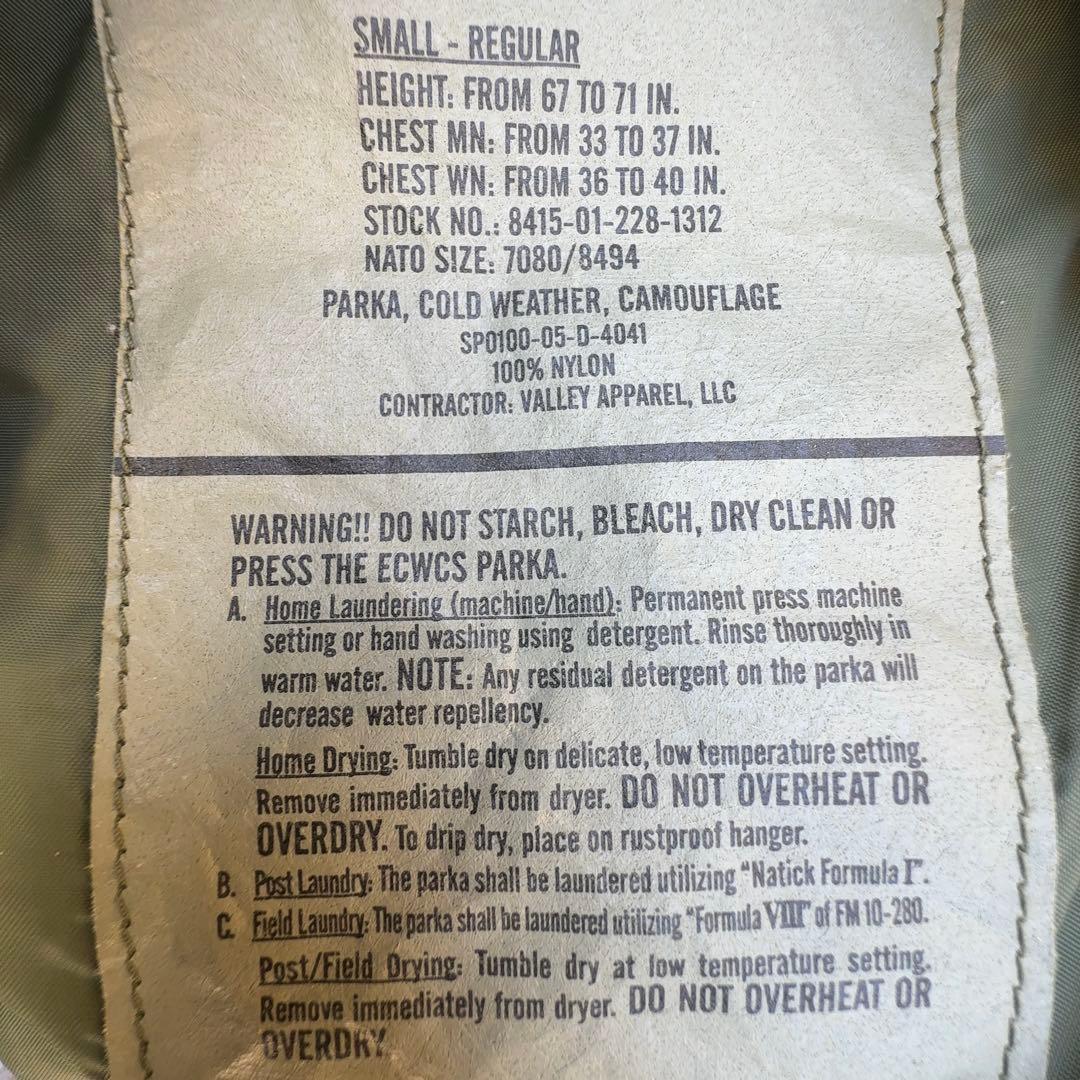 SMALL - REGULAR
HEIGHT: FROM 67 TO 71 IN.
CHEST MN: FROM 33 TO 37 IN.
CHEST WN: FROM 36 TO 40 IN.
STOCK NO.: 8415-01-228-1312
NATO SIZE: 7080/8494
PARKA, COLD WEATHER, CAMOUFLAGE
SP0100-05-D-4041
100% NYLON
CONTRACTOR: VALLEY APPAREL, LLC
WARNING!! DO NOT STARCH, BLEACH, DRY CLEAN OR
PRESS THE ECWCS PARKA.
A. Home Laundering (machine/hand): Permanent press machine
setting or hand washing using detergent. Rinse thoroughly in
warm water. NOTE: Any residual detergent on the parka will
decrease water repellency.
Home Drying: Tumble dry on delicate, low temperature setting.
Remove immediately from dryer. DO NOT OVERHEAT OR
OVERDRY. To drip dry, place on rustproof hanger.
B. Post Laundry: The parka shall be laundered utilizing "Natick Formula I".
C. Field Laundry: The parka shall be laundered utilizing "Formula VIII" of FM 10-280.
Post/Field Drying: Tumble dry at low temperature setting.
Remove immediately from dryer. DO NOT OVERHEAT OR
OVERDRY